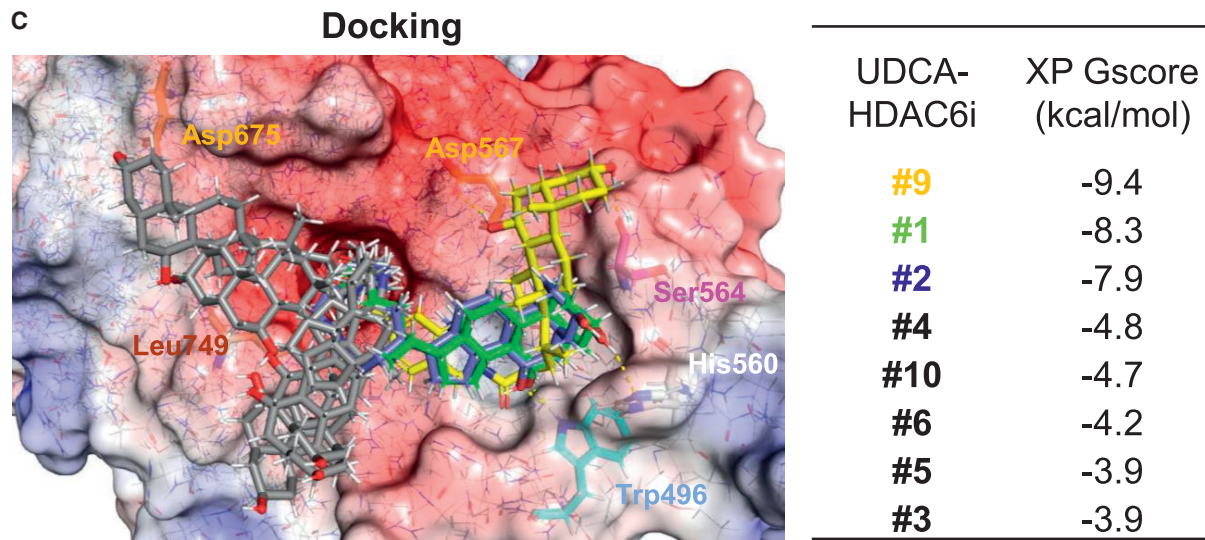 C
Docking
Asp675
Asp567
Ser564
Leu749
His560
Trp496
UDCA- XP Gscore
HDAC6i (kcal/mol)
#9 -9.4
#1 -8.3
#2 -7.9
#4 -4.8
#10 -4.7
#6 -4.2
#5 -3.9
#3 -3.9